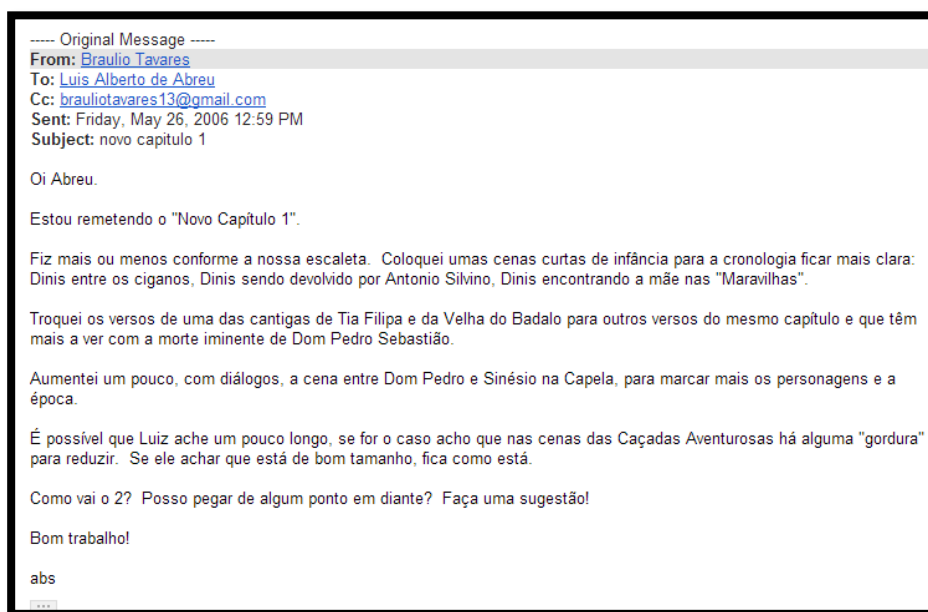 ----- Original Message -----
From: Braulio Tavares
To: Luis Alberto de Abreu
Cc: brauliotavares13@gmail.com
Sent: Friday, May 26, 2006 12:59 PM
Subject: novo capitulo 1
Oi Abreu.
Estou remetendo o "Novo Capítulo 1".
Fiz mais ou menos conforme a nossa escaleta.  Coloquei umas cenas curtas de infância para a cronologia ficar mais clara:
Dinis entre os ciganos, Dinis sendo devolvido por Antonio Silvino, Dinis encontrando a mãe nas "Maravilhas".
Troquei os versos de uma das cantigas de Tia Filipa e da Velha do Badalo para outros versos do mesmo capítulo e que têm
mais a ver com a morte iminente de Dom Pedro Sebastião.
Aumentei um pouco, com diálogos, a cena entre Dom Pedro e Sinésio na Capela, para marcar mais os personagens e a
época.
É possível que Luiz ache um pouco longo, se for o caso acho que nas cenas das Caçadas Aventurosas há alguma "gordura"
para reduzir.  Se ele achar que está de bom tamanho, fica como está.
Como vai o 2?  Posso pegar de algum ponto em diante?  Faça uma sugestão!
Bom trabalho!
abs
...